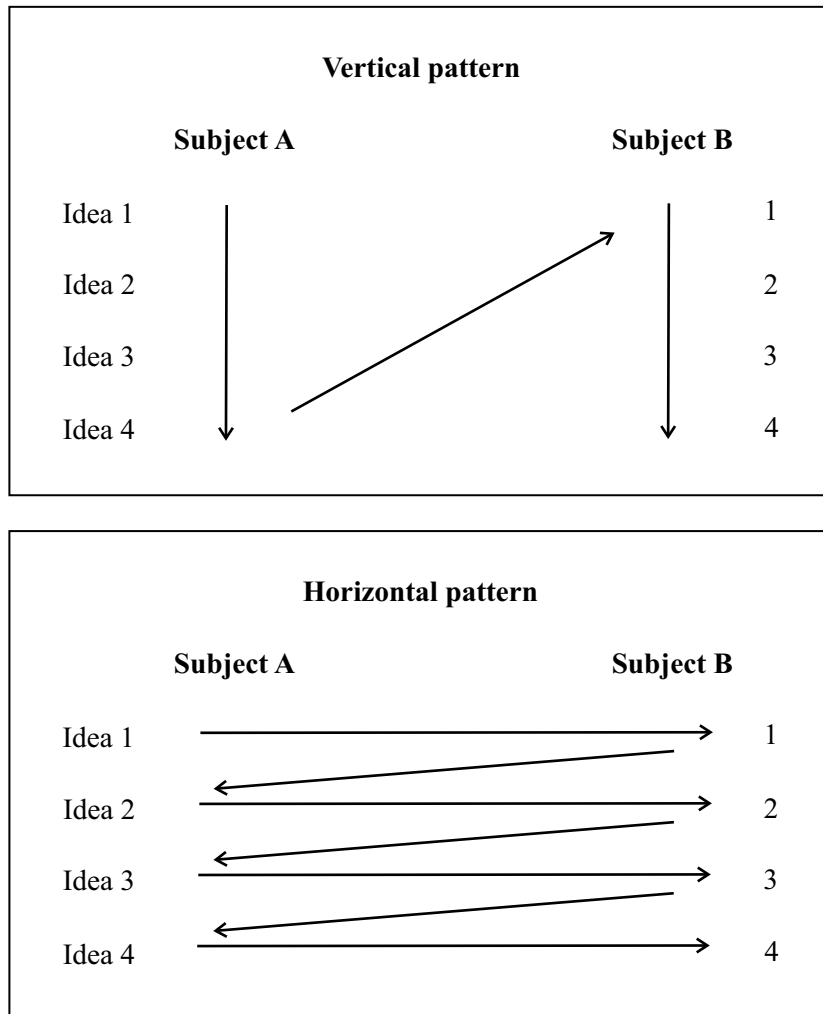 Vertical pattern
Subject A Subject B
Idea 1 1
Idea 2 2
Idea 3 3
Idea 4 4
Horizontal pattern
Subject A Subject B
Idea 1 1
Idea 2 2
Idea 3 3
Idea 4 4